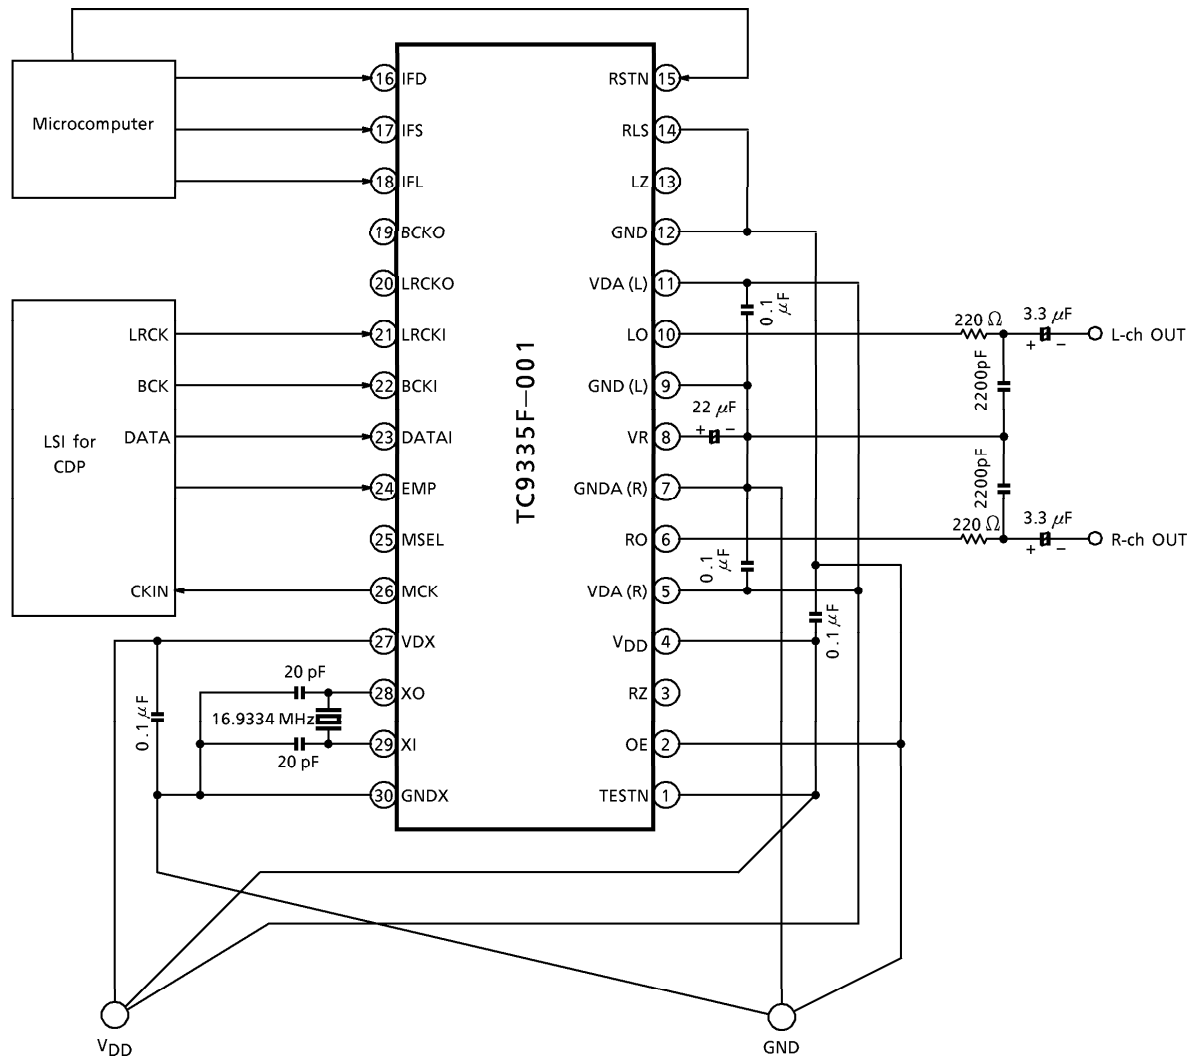 Microcomputer
16 IFD
17 IFS
18 IFL
19 BCKO
20 LRCKO
21 LRCKI
22 BCKI
23 DATAI
24 EMP
25 MSEL
26 MCK
27 VDX
28 XO
29 XI
30 GNDX
LRCK
BCK
DATA
CKIN
LSI for
CDP
TC9335F-001
RSTN 15
RLS 14
LZ 13
GND 12
VDA (L) 11
LO 10
GND (L) 9
VR 8
GNDA (R) 7
RO 6
VDA (R) 5
VDD 4
RZ 3
OE 2
TESTN 1
0.1
μF
22 μF
+ −
0.1
μF
0.1 μF
220 Ω
3.3 μF
+ −
L-ch OUT
2200pF
2200pF
220 Ω
3.3 μF
+ −
R-ch OUT
0.1 μF
20 pF
16.9334 MHz
20 pF
VDD
GND